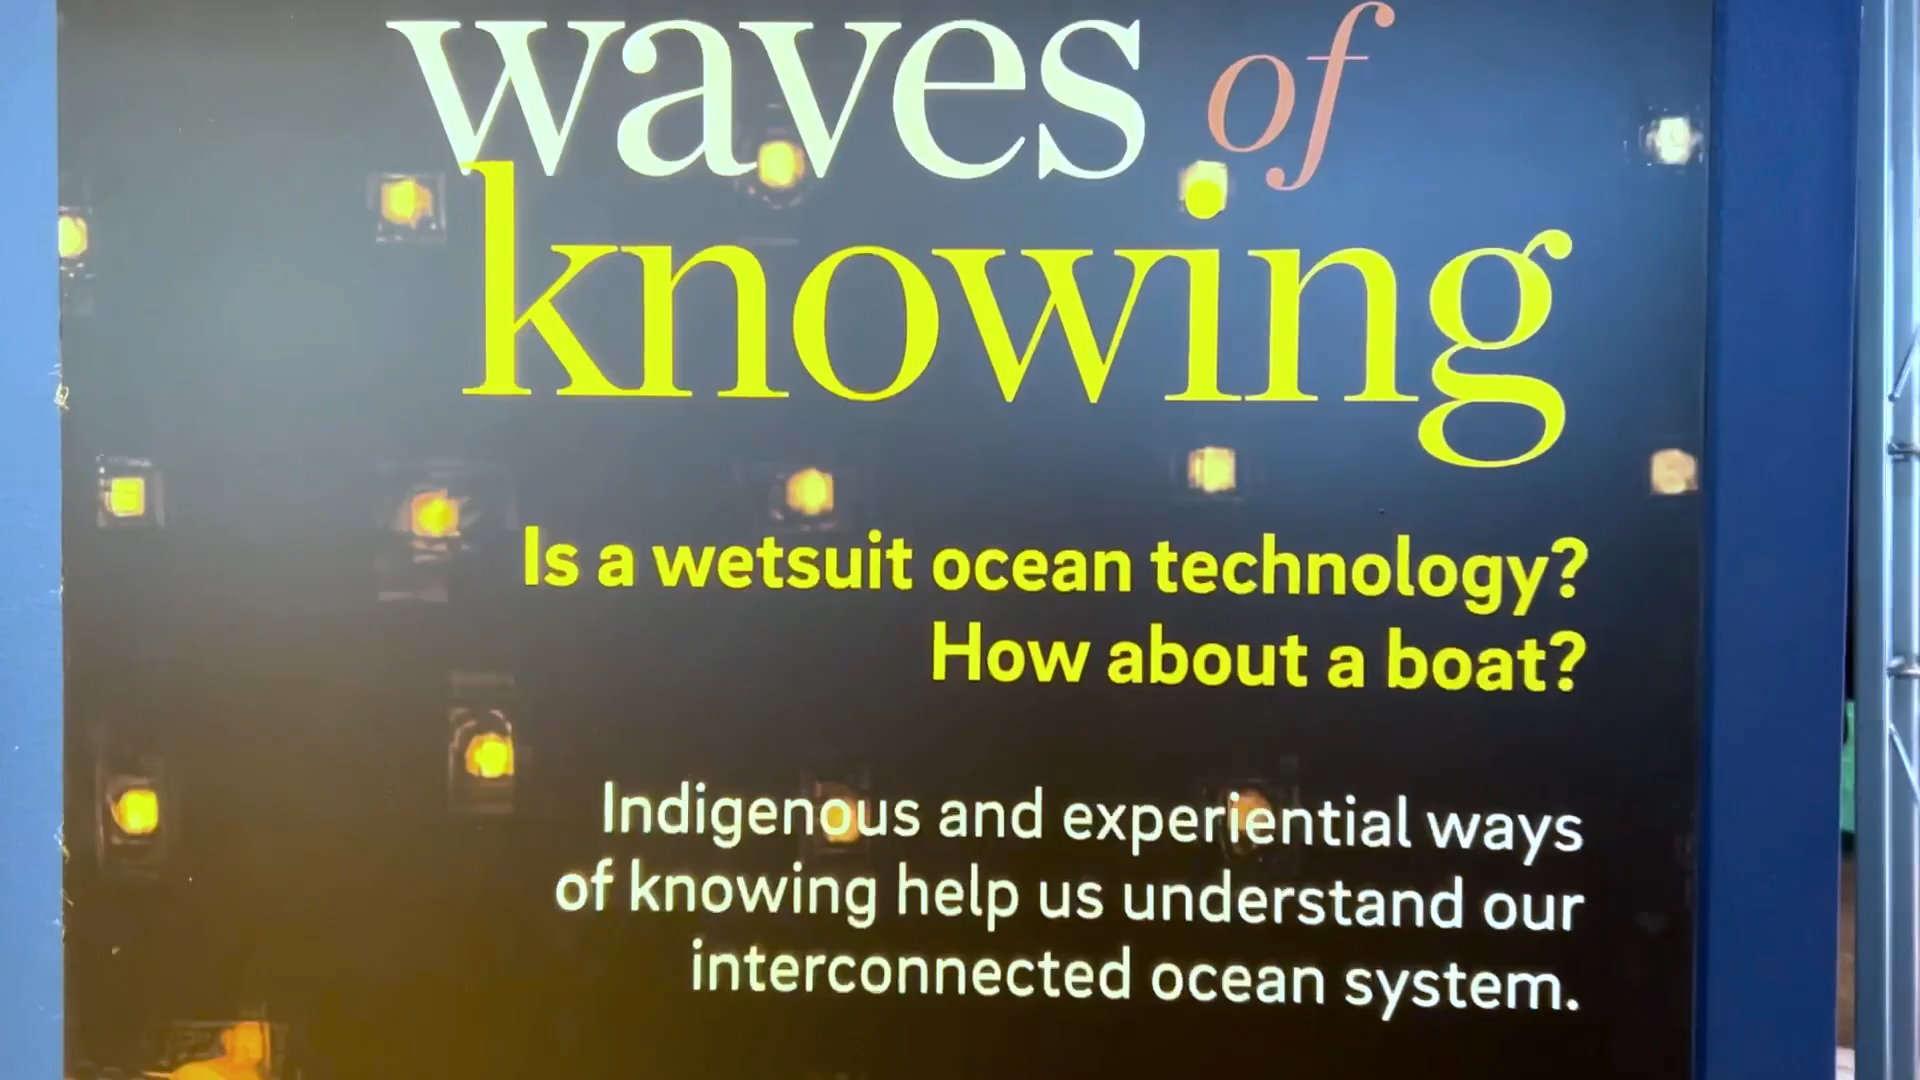 waves of
knowing
Is a wetsuit ocean technology?
How about a boat?
Indigenous and experiential ways
of knowing help us understand our
interconnected ocean system.